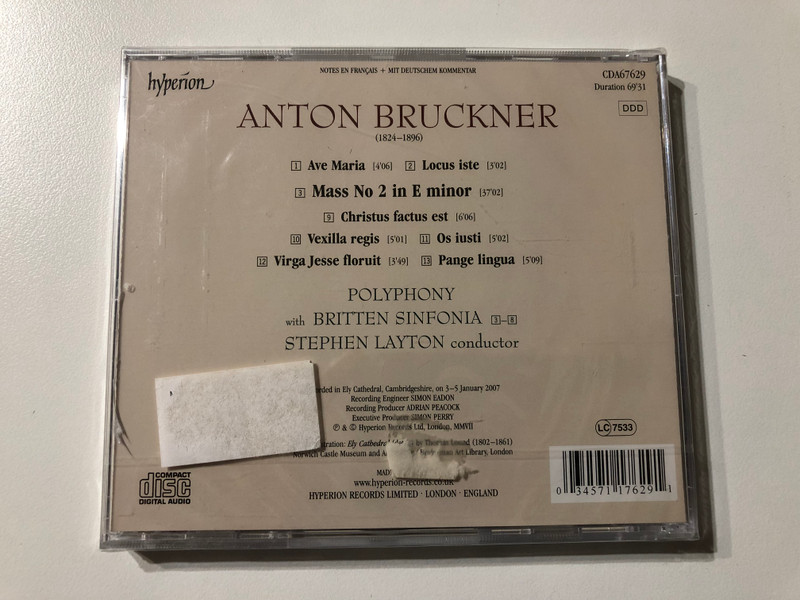 hyperion
NOTES EN FRANÇAIS + MIT DEUTSCHEM KOMMENTAR
CDA67629
Duration 69'31
DDD
ANTON BRUCKNER
(1824–1896)
1 Ave Maria [4'06] 2 Locus iste [3'02]
3 Mass No 2 in E minor [37'02]
9 Christus factus est [6'06]
10 Vexilla regis [5'01] 11 Os iusti [5'02]
12 Virga Jesse floruit [3'49] 13 Pange lingua [5'09]
POLYPHONY
with BRITTEN SINFONIA 3–8
STEPHEN LAYTON conductor
in Ely Cathedral, Cambridgeshire, on 3–5 January 2007
Recording Engineer SIMON EADON
Recording Producer ADRIAN PEACOCK
Executive Producer SIMON PERRY
℗ & © Hyperion Records Ltd, London, MMVII
Ely Cathedral by Thomas (1802–1861)
Norwich Castle Museum and Art Library, London
www.hyperion-records.co.uk
HYPERION RECORDS LIMITED · LONDON · ENGLAND
COMPACT
disc
DIGITAL AUDIO
LC 7533
0 34571 17629 1